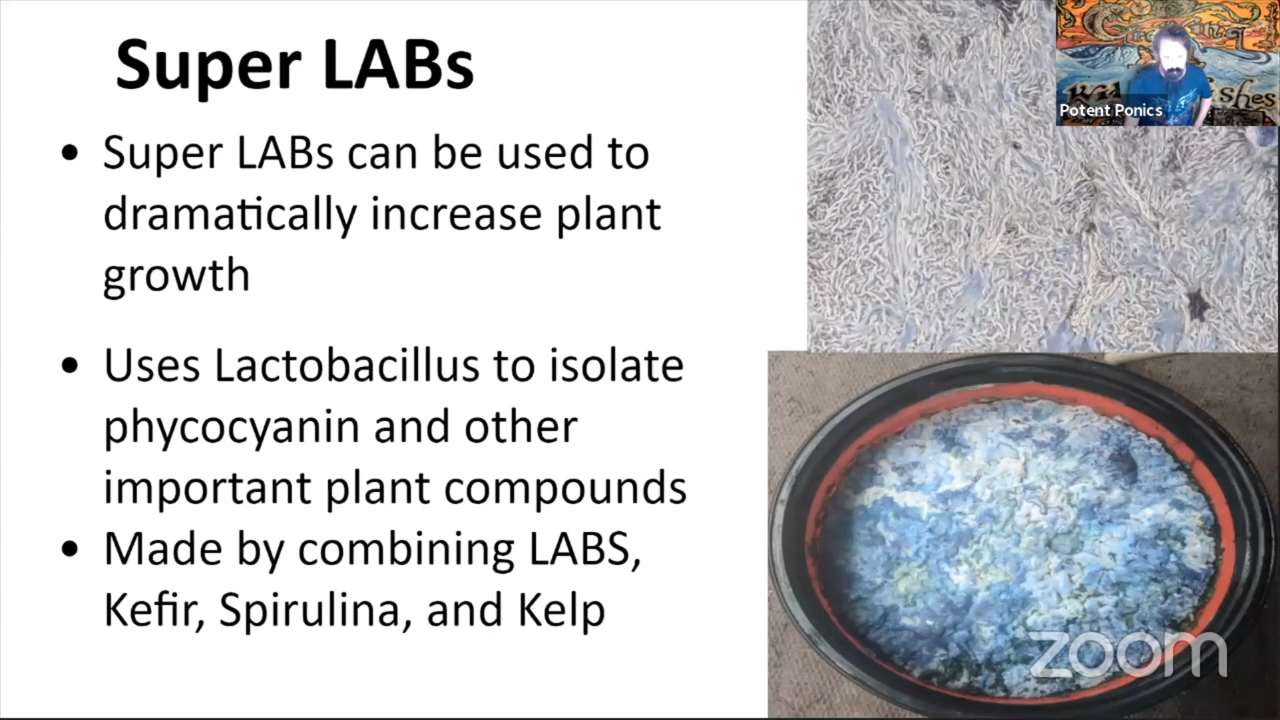 Super LABs
• Super LABs can be used to
dramatically increase plant
growth
• Uses Lactobacillus to isolate
phycocyanin and other
important plant compounds
• Made by combining LABS,
Kefir, Spirulina, and Kelp
Potent Ponics
zoom